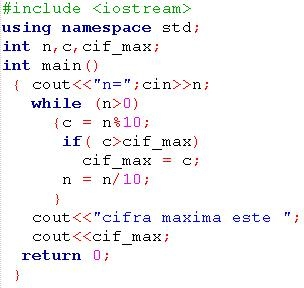 #include <iostream>
using namespace std;
int n,c,cif_max;
int main()
{ cout<<"n=";cin>>n;
while (n>0)
{c = n%10;
if( c>cif_max)
cif_max = c;
n = n/10;
}
cout<<"cifra maxima este ";
cout<<cif_max;
return 0;
}